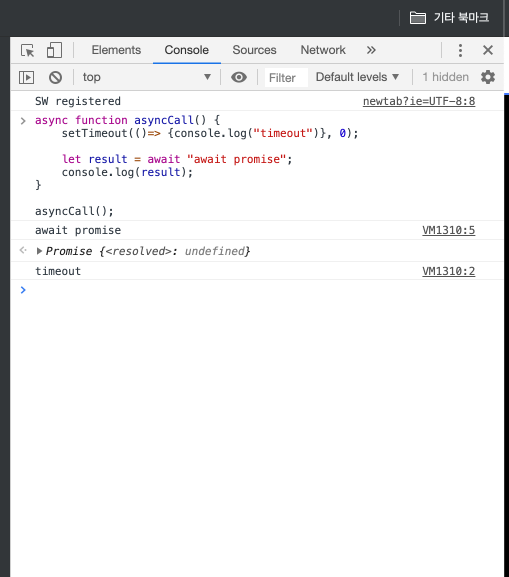 기타 북마크
Elements Console Sources Network »
top Filter Default levels ▼ 1 hidden
SW registered newtab?ie=UTF-8:8
> async function asyncCall() {
setTimeout(()=> {console.log("timeout")}, 0);
let result = await "await promise";
console.log(result);
}
asyncCall();
await promise VM1310:5
Promise {<resolved>: undefined}
timeout VM1310:2
>